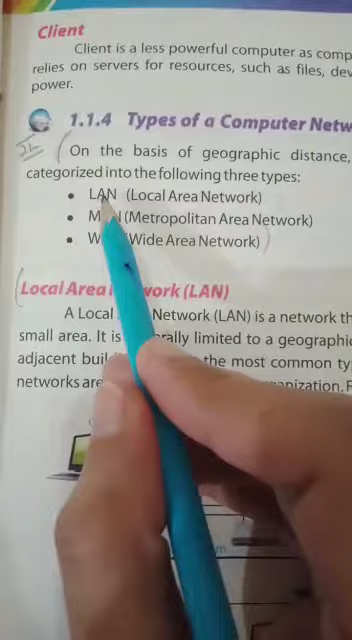 Client
Client is a less powerful computer as comp
relies on servers for resources, such as files, dev
power.
1.1.4 Types of a Computer Netw
On the basis of geographic distance,
categorized into the following three types:
• LAN (Local Area Network)
• M N (Metropolitan Area Network)
• W (Wide Area Network)
Local Area work (LAN)
A Local Network (LAN) is a network th
small area. It is rally limited to a geographi
adjacent buil the most common ty
networks are anization. F